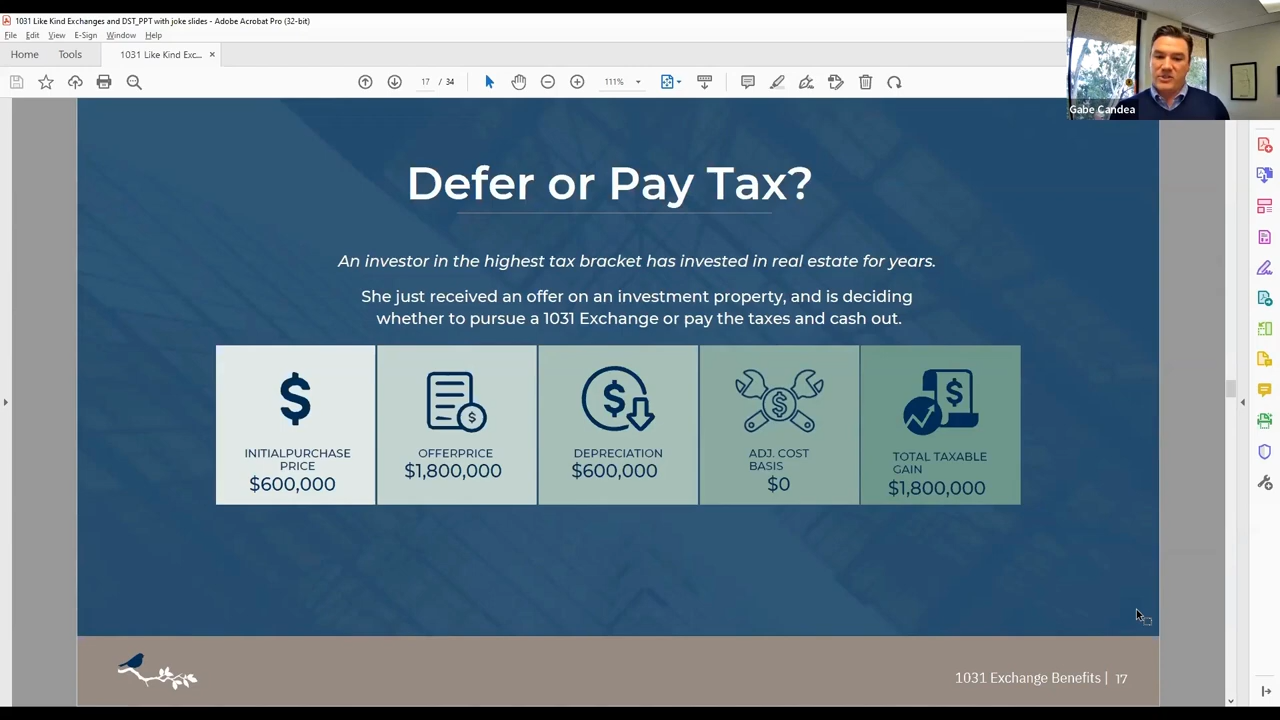 1031 Like Kind Exchanges and DST_PPT with joke slides - Adobe Acrobat Pro (32-bit)
File Edit View E-Sign Window Help
Home Tools 1031 Like Kind Exc... ×
17 / 34 111%
Gabe Candea
Defer or Pay Tax?
An investor in the highest tax bracket has invested in real estate for years.
She just received an offer on an investment property, and is deciding
whether to pursue a 1031 Exchange or pay the taxes and cash out.
INITIALPURCHASE
PRICE
$600,000
OFFERPRICE
$1,800,000
DEPRECIATION
$600,000
ADJ. COST
BASIS
$0
TOTAL TAXABLE
GAIN
$1,800,000
1031 Exchange Benefits | 17